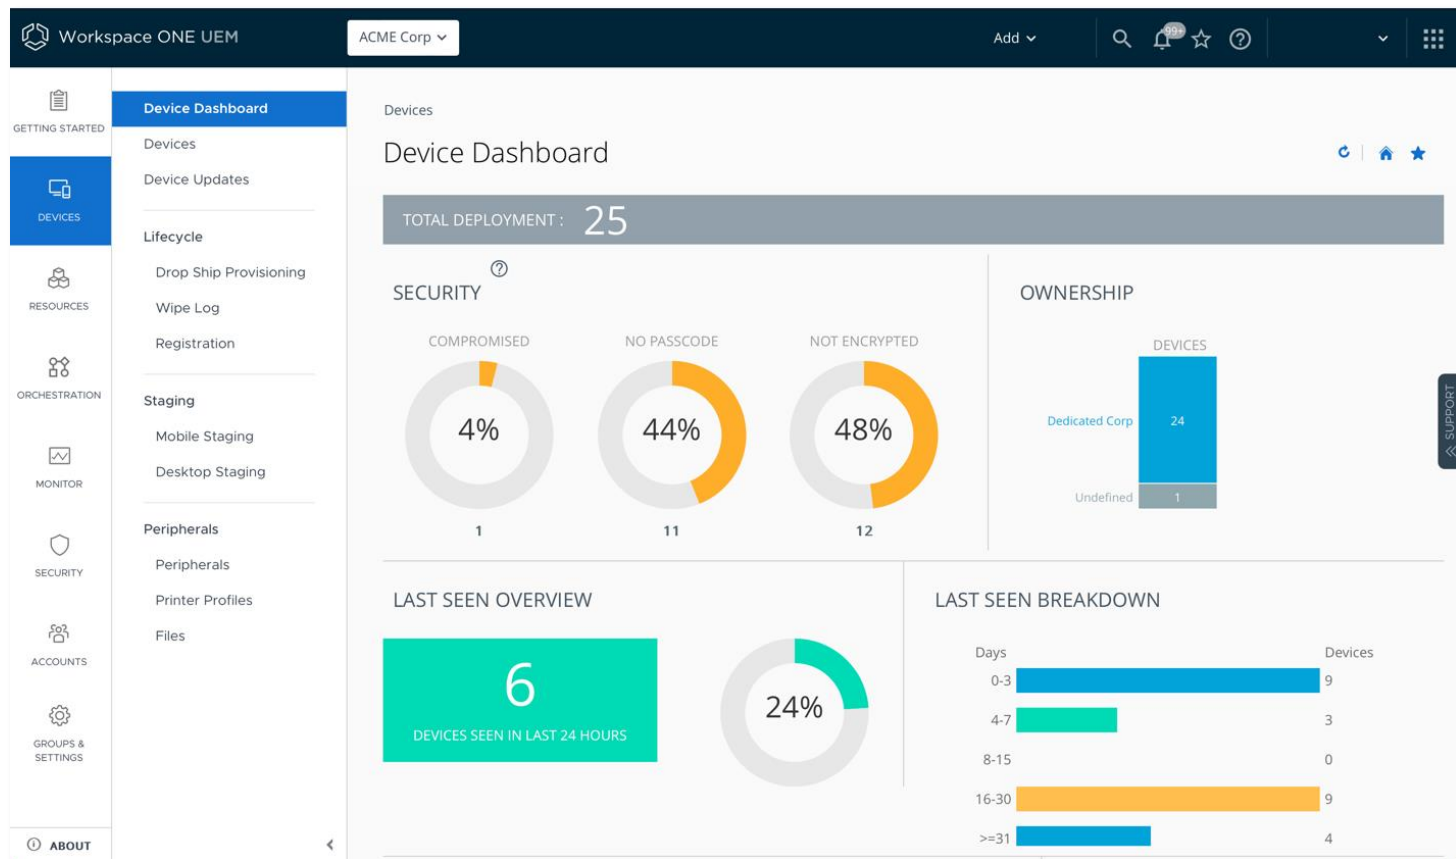 Workspace ONE UEM
ACME Corp
Add
99+
GETTING STARTED
DEVICES
RESOURCES
ORCHESTRATION
MONITOR
SECURITY
ACCOUNTS
GROUPS &
SETTINGS
ABOUT
Device Dashboard
Devices
Device Updates
Lifecycle
Drop Ship Provisioning
Wipe Log
Registration
Staging
Mobile Staging
Desktop Staging
Peripherals
Peripherals
Printer Profiles
Files
Devices
Device Dashboard
TOTAL DEPLOYMENT : 25
SECURITY
COMPROMISED NO PASSCODE NOT ENCRYPTED
4% 44% 48%
1 11 12
OWNERSHIP
DEVICES
Dedicated Corp 24
Undefined 1
SUPPORT
LAST SEEN OVERVIEW
6
DEVICES SEEN IN LAST 24 HOURS
24%
LAST SEEN BREAKDOWN
Days Devices
0-3 9
4-7 3
8-15 0
16-30 9
>=31 4